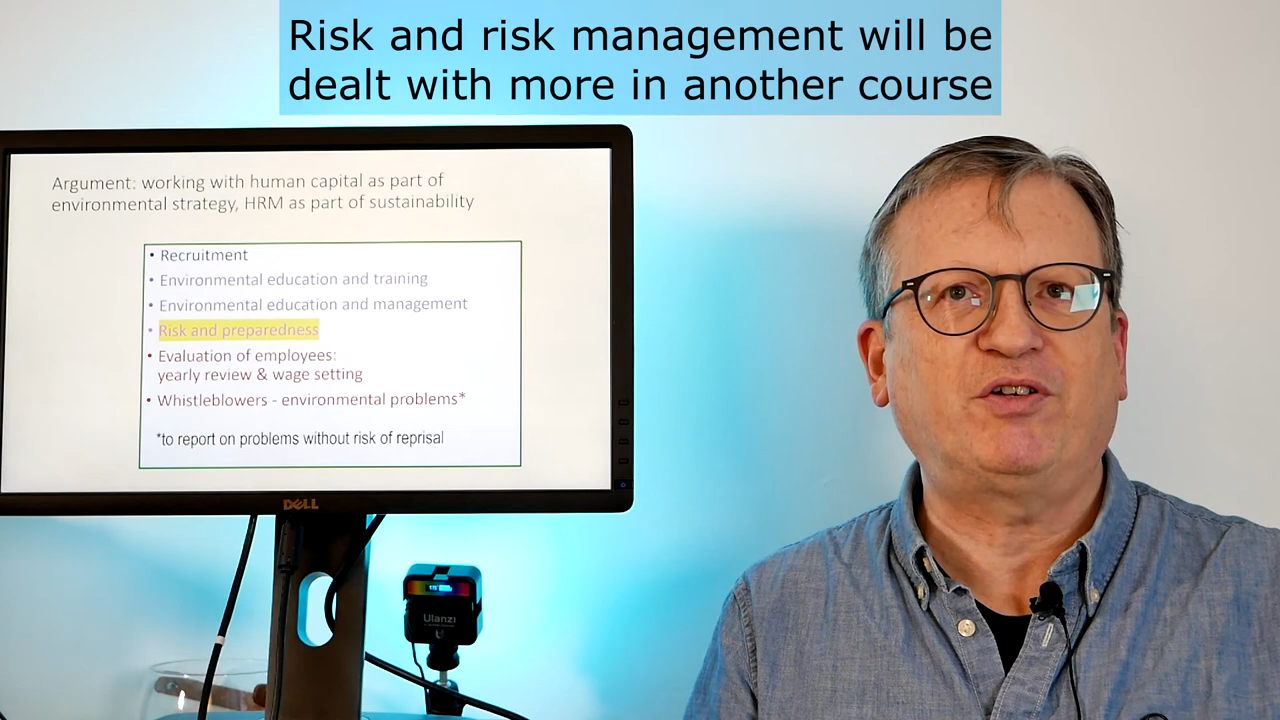 Risk and risk management will be
dealt with more in another course
Argument: working with human capital as part of
environmental strategy, HRM as part of sustainability
• Recruitment
• Environmental education and training
• Environmental education and management
• Risk and preparedness
• Evaluation of employees:
yearly review & wage setting
• Whistleblowers - environmental problems*
*to report on problems without risk of reprisal
DELL
Ulanzi